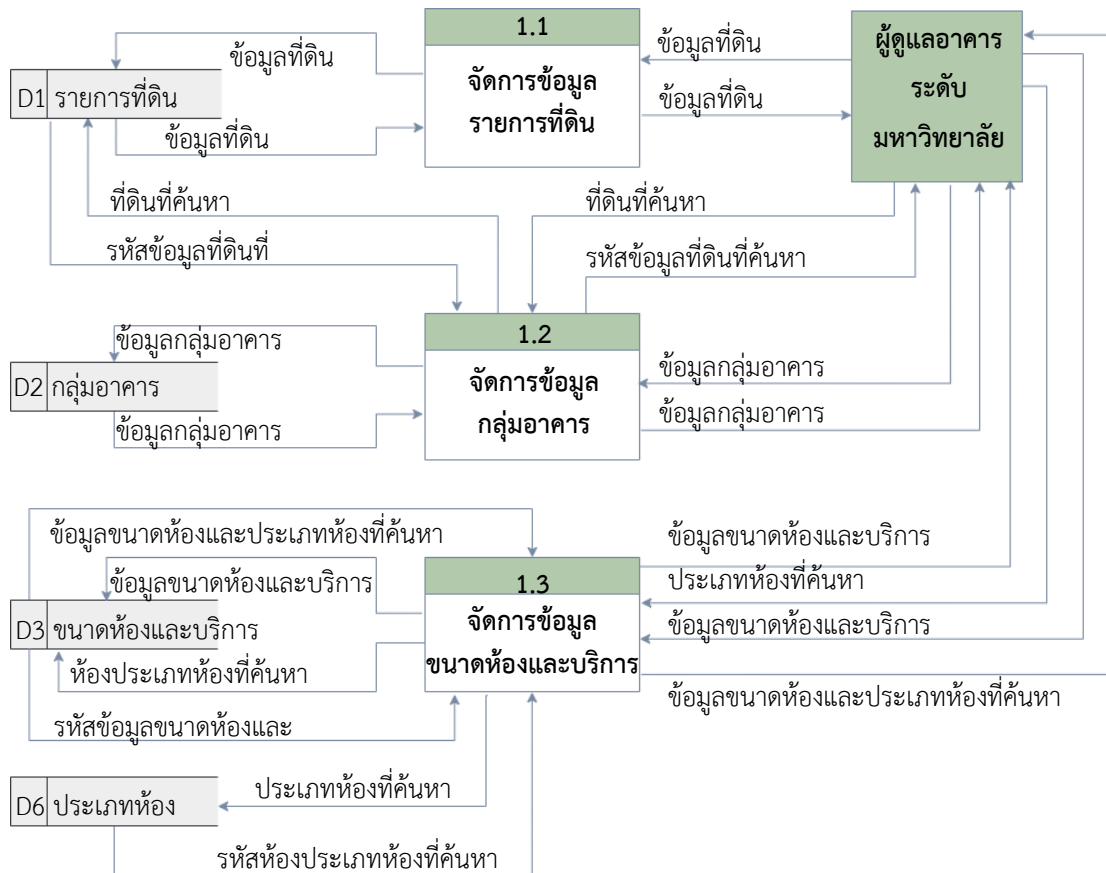 1.1
จัดการข้อมูล
รายการที่ดิน
ผู้ดูแลอาคาร
ระดับ
มหาวิทยาลัย
ข้อมูลที่ดิน
ข้อมูลที่ดิน
D1 รายการที่ดิน
ข้อมูลที่ดิน
ข้อมูลที่ดิน
ที่ดินที่ค้นหา
ที่ดินที่ค้นหา
รหัสข้อมูลที่ดินที่
รหัสข้อมูลที่ดินที่ค้นหา
1.2
จัดการข้อมูล
กลุ่มอาคาร
ข้อมูลกลุ่มอาคาร
D2 กลุ่มอาคาร
ข้อมูลกลุ่มอาคาร
ข้อมูลกลุ่มอาคาร
ข้อมูลกลุ่มอาคาร
ข้อมูลขนาดห้องและประเภทห้องที่ค้นหา
ข้อมูลขนาดห้องและบริการ
ข้อมูลขนาดห้องและบริการ
ประเภทห้องที่ค้นหา
1.3
จัดการข้อมูล
ขนาดห้องและบริการ
D3 ขนาดห้องและบริการ
ข้อมูลขนาดห้องและบริการ
ห้องประเภทห้องที่ค้นหา
ข้อมูลขนาดห้องและประเภทห้องที่ค้นหา
รหัสข้อมูลขนาดห้องและ
ประเภทห้องที่ค้นหา
D6 ประเภทห้อง
รหัสห้องประเภทห้องที่ค้นหา